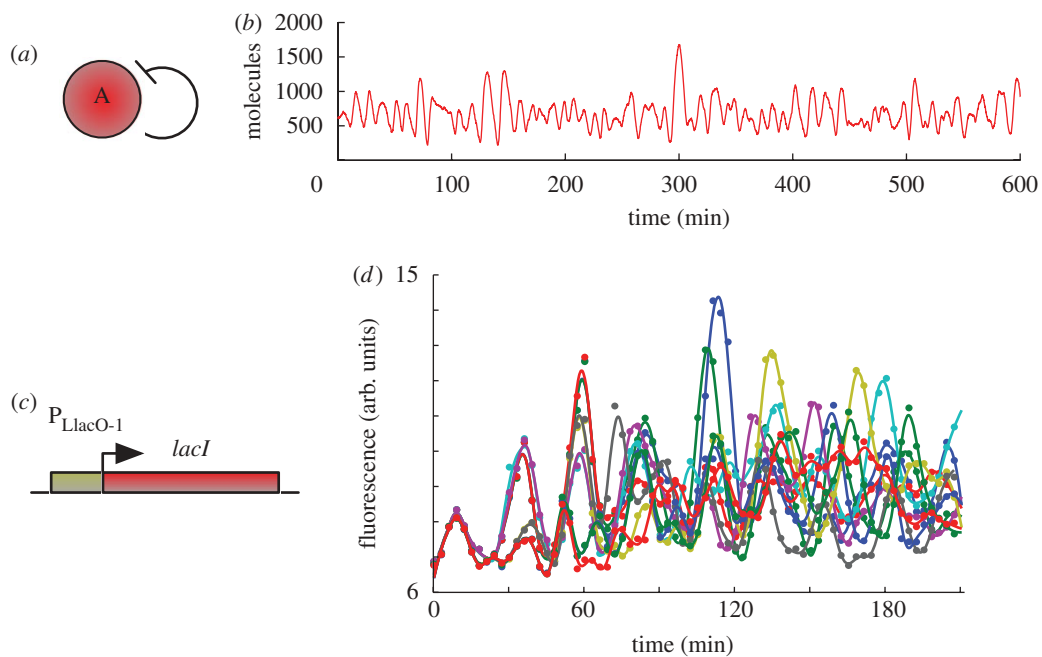 (a)
A
(b)
2000
1500
1000
500
0
molecules
100
200
300
400
500
600
time (min)
(c)
P_LlacO-1
lacI
(d)
15
6
fluorescence (arb. units)
0
60
120
180
time (min)